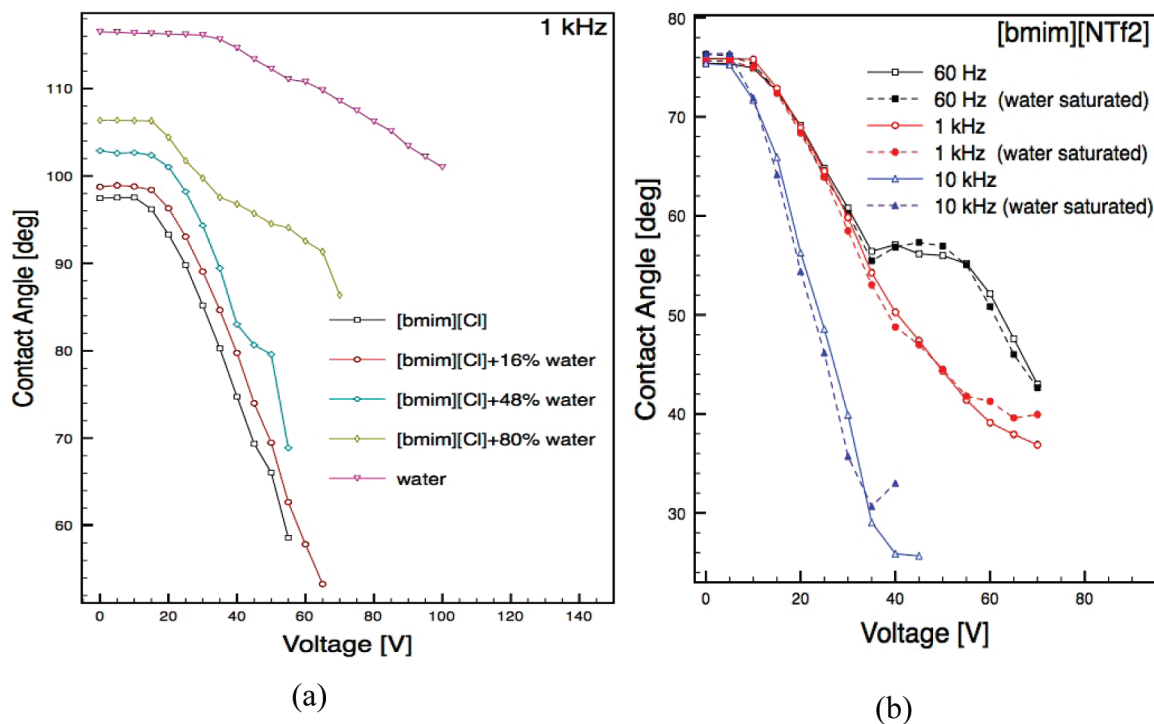 1 kHz
110
100
90
80
70
60
Contact Angle [deg]
[bmim][Cl]
[bmim][Cl]+16% water
[bmim][Cl]+48% water
[bmim][Cl]+80% water
water
0 20 40 60 80 100 120 140
Voltage [V]
(a)
[bmim][NTf2]
80
70
60
50
40
30
Contact Angle [deg]
60 Hz
60 Hz (water saturated)
1 kHz
1 kHz (water saturated)
10 kHz
10 kHz (water saturated)
0 20 40 60 80
Voltage [V]
(b)